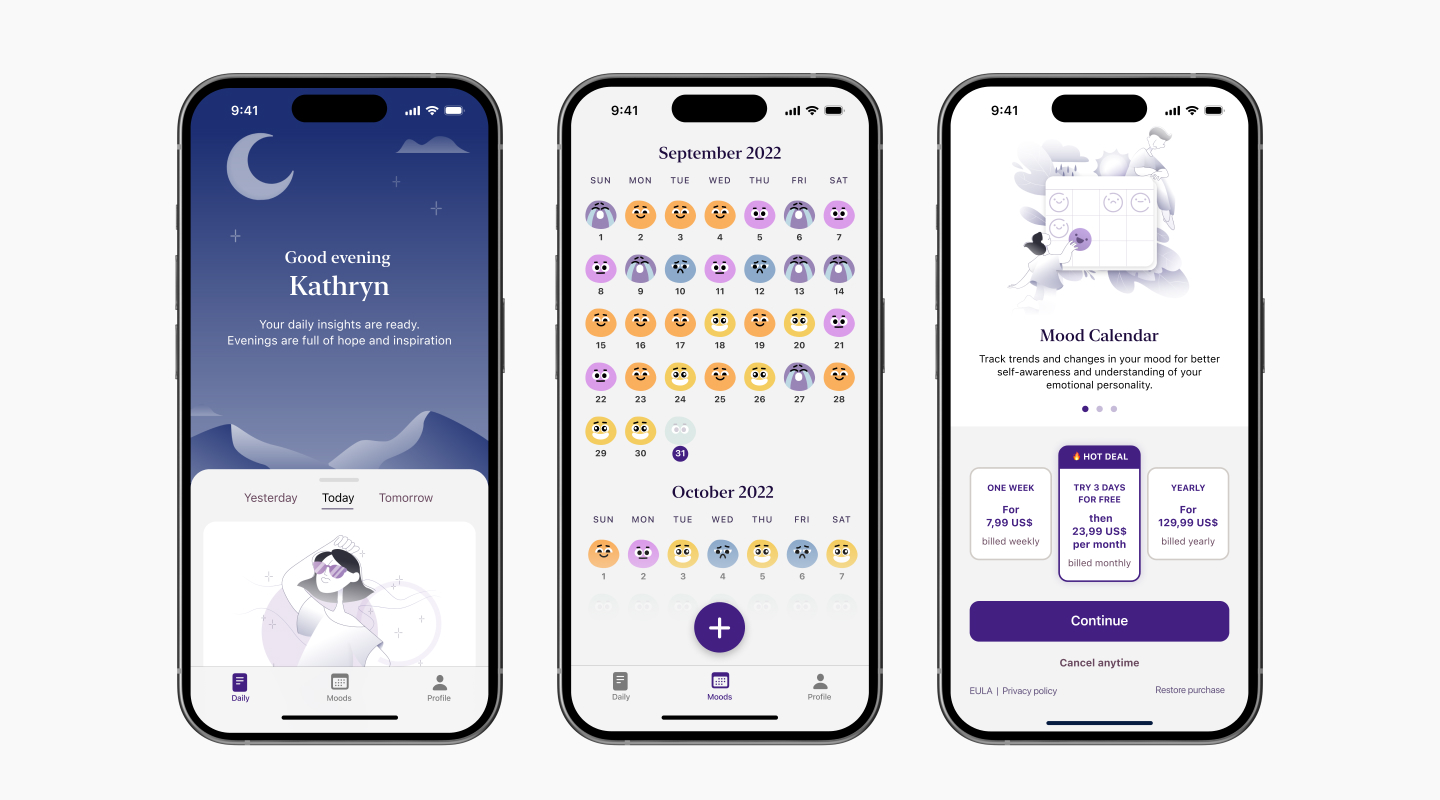 9:41
Good evening
Kathryn
Your daily insights are ready.
Evenings are full of hope and inspiration
Yesterday Today Tomorrow
Daily Moods Profile
9:41
September 2022
SUN MON TUE WED THU FRI SAT
1 2 3 4 5 6 7
8 9 10 11 12 13 14
15 16 17 18 19 20 21
22 23 24 25 26 27 28
29 30 31
October 2022
SUN MON TUE WED THU FRI SAT
1 2 3 4 5 6 7
Daily Moods Profile
9:41
Mood Calendar
Track trends and changes in your mood for better
self-awareness and understanding of your
emotional personality.
ONE WEEK
For
7,99 US$
billed weekly
HOT DEAL
TRY 3 DAYS
FOR FREE
then
23,99 US$
per month
billed monthly
YEARLY
For
129,99 US$
billed yearly
Continue
Cancel anytime
EULA | Privacy policy Restore purchase